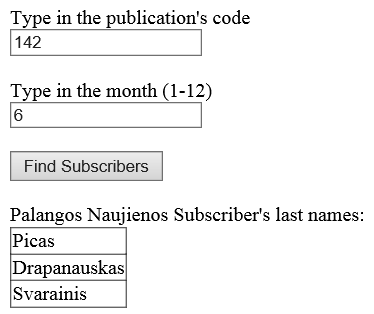 Type in the publication's code
142
Type in the month (1-12)
6
Find Subscribers
Palangos Naujienos Subscriber's last names:
Picas
Drapanauskas
Svarainis